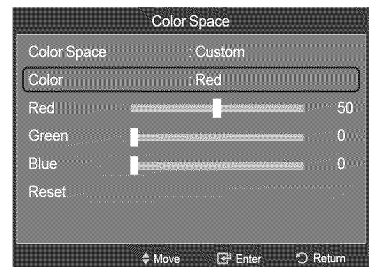 Color Space
Color Space : Custom
Color : Red
Red 50
Green 0
Blue 0
Reset
Move Enter Return